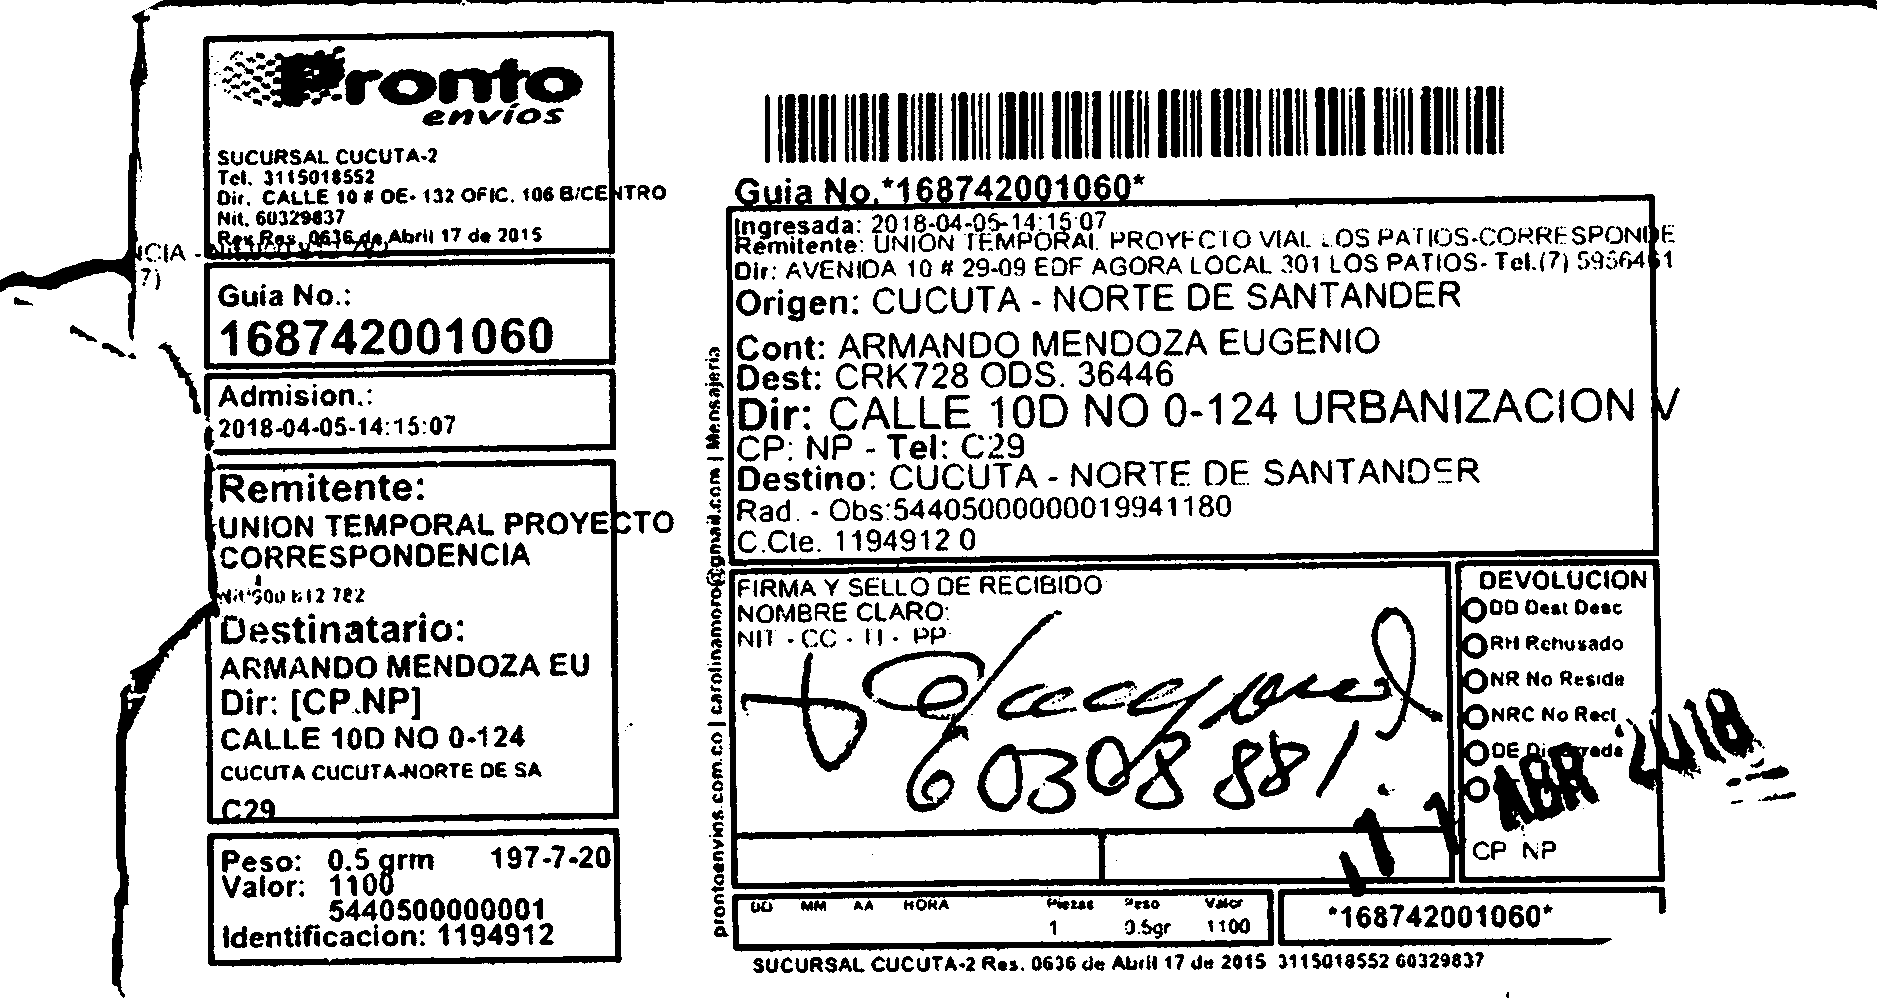 Pronto
envíos
SUCURSAL CUCUTA-2
Tel. 3115018552
Dir. CALLE 10 # OE- 132 OFIC. 106 B/CENTRO
Nit. 60329837
Res. 0636 de Abril 17 de 2015
NCIA -
7)
Guia No.:
168742001060
Admision.:
2018-04-05-14:15:07
Remitente:
UNION TEMPORAL PROYECTO
CORRESPONDENCIA
Destinatario:
ARMANDO MENDOZA EU
Dir: [CP.NP]
CALLE 10D NO 0-124
CUCUTA CUCUTA-NORTE DE SA
C29
Peso: 0.5 grm 197-7-20
Valor: 1100
5440500000001
Identificacion: 1194912
prontoenvios.com.co | carolinamoro@gmail.com | Mensajeria
Guia No.*168742001060*
Ingresada: 2018-04-05-14:15:07
Remitente: UNION TEMPORAL PROYECTO VIAL LOS PATIOS-CORRESPONDE
Dir: AVENIDA 10 # 29-09 EDF AGORA LOCAL 301 LOS PATIOS- Tel.(7) 5956461
Origen: CUCUTA - NORTE DE SANTANDER
Cont: ARMANDO MENDOZA EUGENIO
Dest: CRK728 ODS. 36446
Dir: CALLE 10D NO 0-124 URBANIZACION V
CP: NP - Tel: C29
Destino: CUCUTA - NORTE DE SANTANDER
Rad. - Obs:54405000000019941180
C.Cte. 1194912 0
FIRMA Y SELLO DE RECIBIDO
NOMBRE CLARO:
NIT - CC - TI - PP
60308881
DEVOLUCION
DD Dest Desc
RH Rehusado
NR No Reside
NRC No Recl
DE
11 ABR 2018
CP NP
DD MM AA HORA Piezas Peso Valor
1 0.5gr 1100
*168742001060*
SUCURSAL CUCUTA-2 Res. 0636 de Abril 17 de 2015 3115018552 60329837